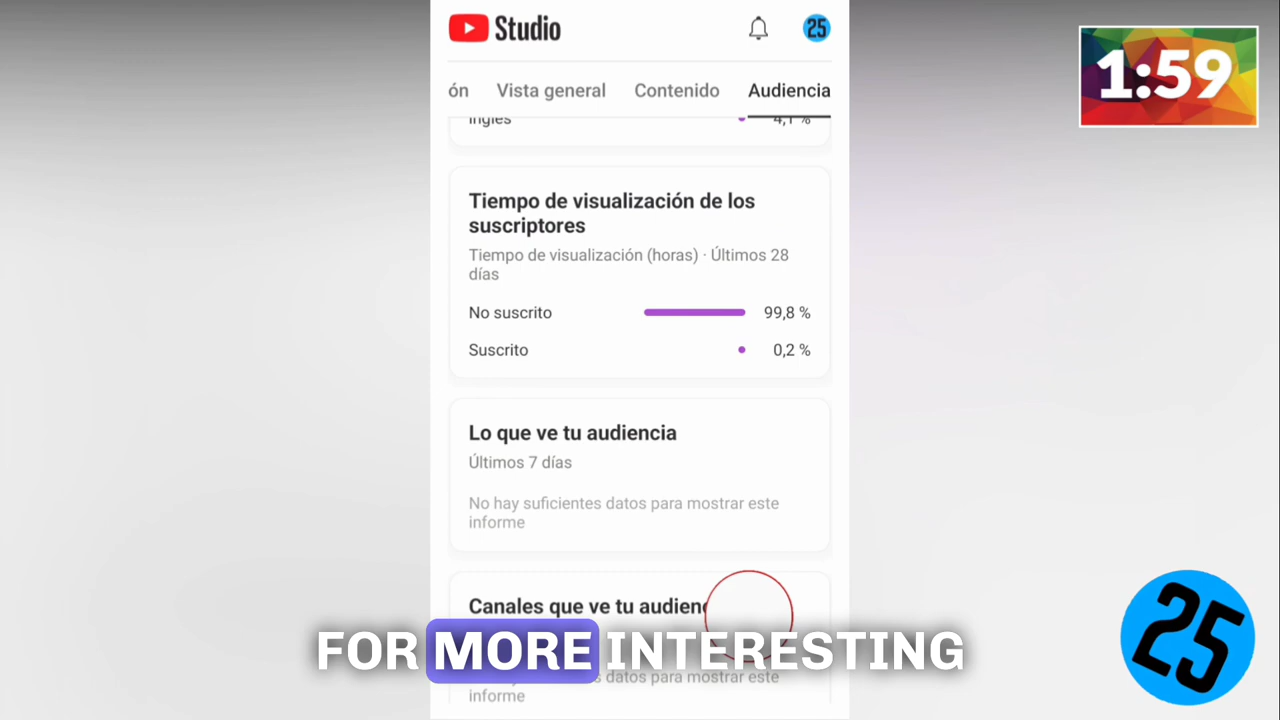 Studio
25
1:59
ón Vista general Contenido Audiencia
Inglés 4,1 %
Tiempo de visualización de los
suscriptores
Tiempo de visualización (horas) · Últimos 28
días
No suscrito 99,8 %
Suscrito 0,2 %
Lo que ve tu audiencia
Últimos 7 días
No hay suficientes datos para mostrar este
informe
Canales que ve tu audien
FOR MORE INTERESTING
s datos para mostrar este
informe
25